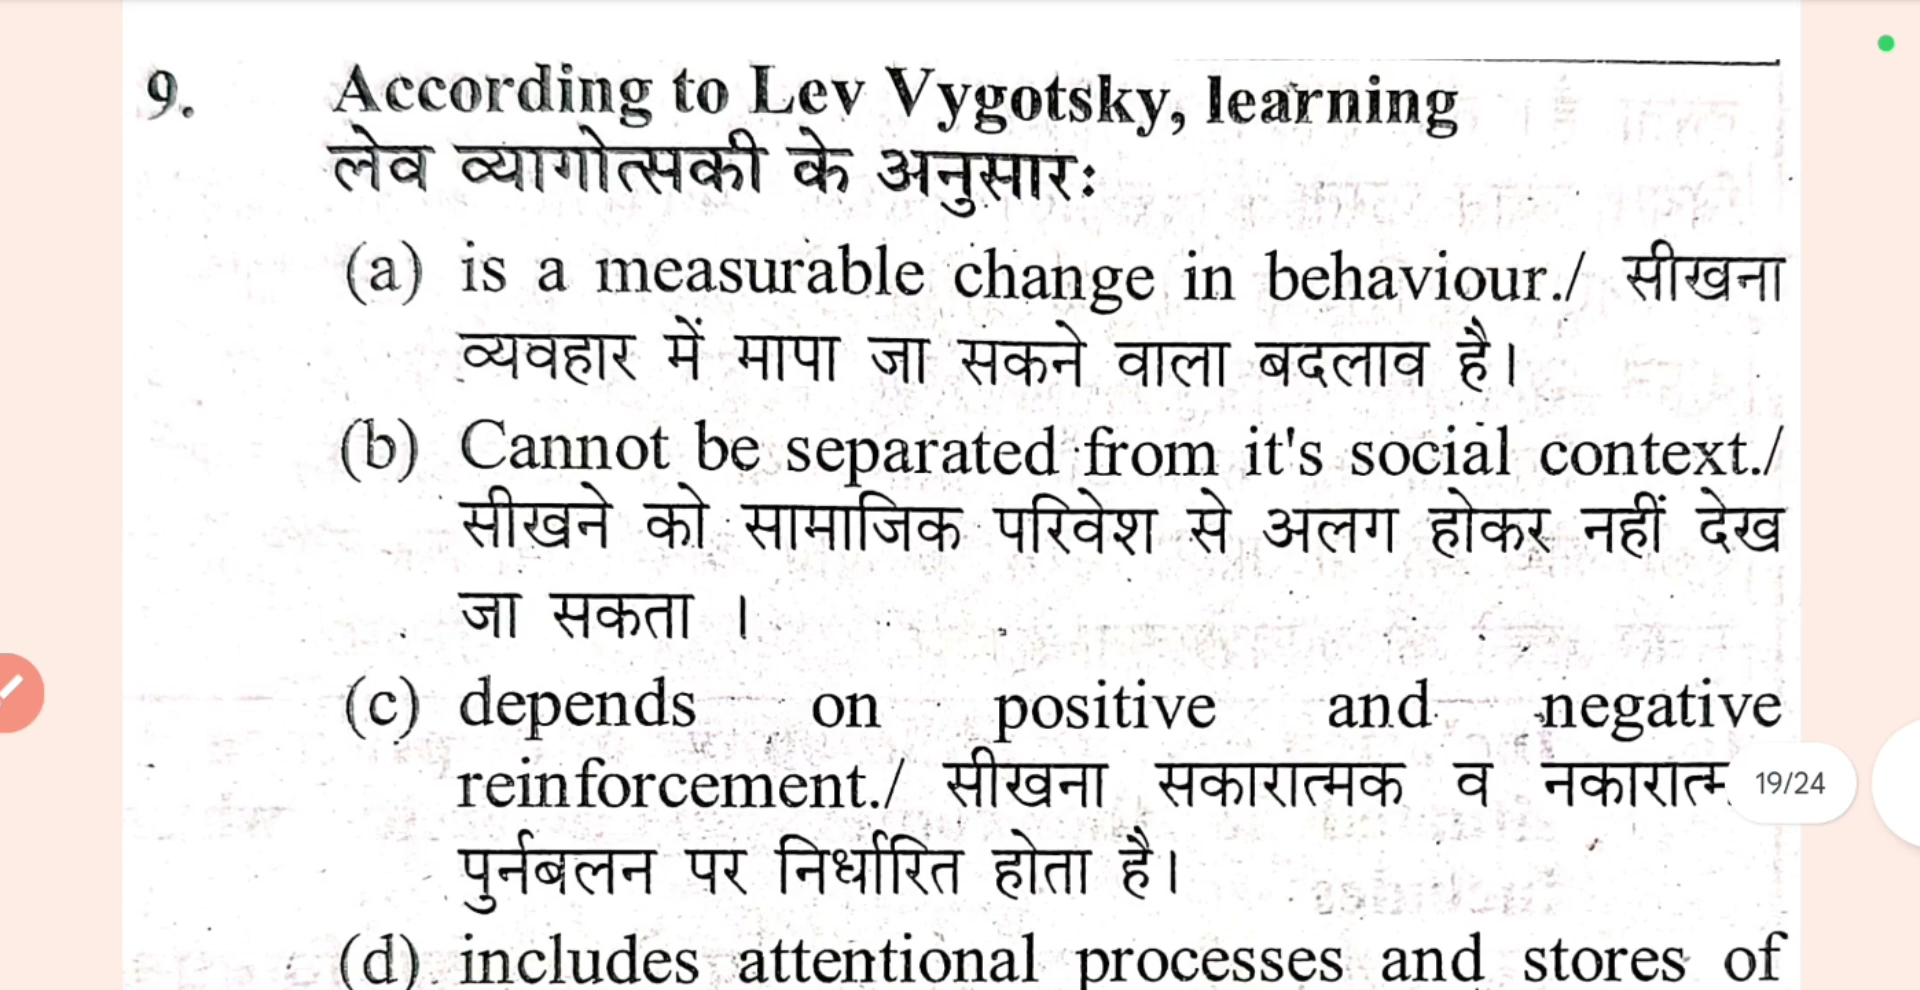 9. According to Lev Vygotsky, learning
लेव व्यागोत्सकी के अनुसारः
(a) is a measurable change in behaviour./ सीखना
व्यवहार में मापा जा सकने वाला बदलाव है।
(b) Cannot be separated from it's social context./
सीखने को सामाजिक परिवेश से अलग होकर नहीं देख
जा सकता ।
(c) depends on positive and negative
reinforcement./ सीखना सकारात्मक व नकारात्म
19/24
पुर्नबलन पर निर्धारित होता है।
(d) includes attentional processes and stores of